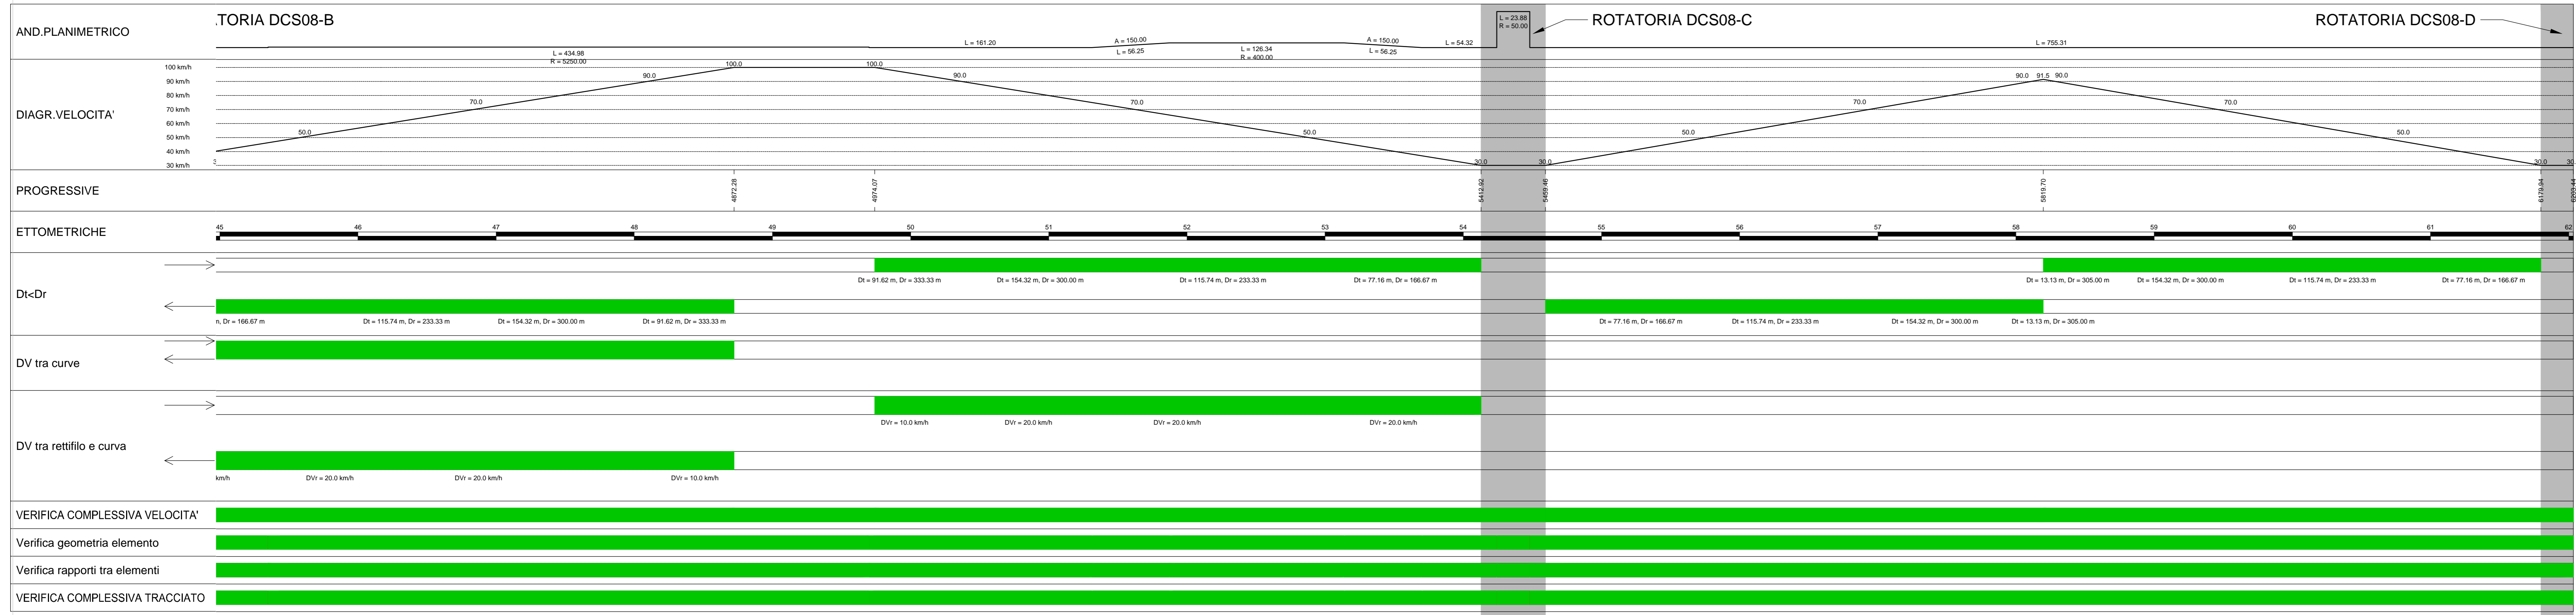 AND.PLANIMETRICO
.TORIA DCS08-B
L = 434.98
R = 5250.00
L = 161.20
A = 150.00
L = 56.25
L = 126.34
R = 400.00
A = 150.00
L = 56.25
L = 54.32
L = 23.88
R = 50.00
ROTATORIA DCS08-C
L = 755.31
ROTATORIA DCS08-D
DIAGR.VELOCITA'
100 km/h
90 km/h
80 km/h
70 km/h
60 km/h
50 km/h
40 km/h
30 km/h
3
50.0
70.0
90.0
100.0
100.0
90.0
70.0
50.0
30.0
30.0
50.0
70.0
90.0
91.5
90.0
70.0
50.0
30.0
30.
PROGRESSIVE
4872.28
4974.07
5412.92
5459.46
5819.70
6179.94
6203.44
ETTOMETRICHE
45
46
47
48
49
50
51
52
53
54
55
56
57
58
59
60
61
62
Dt<Dr
Dt = 91.62 m, Dr = 333.33 m
Dt = 154.32 m, Dr = 300.00 m
Dt = 115.74 m, Dr = 233.33 m
Dt = 77.16 m, Dr = 166.67 m
Dt = 13.13 m, Dr = 305.00 m
Dt = 154.32 m, Dr = 300.00 m
Dt = 115.74 m, Dr = 233.33 m
Dt = 77.16 m, Dr = 166.67 m
n, Dr = 166.67 m
Dt = 115.74 m, Dr = 233.33 m
Dt = 154.32 m, Dr = 300.00 m
Dt = 91.62 m, Dr = 333.33 m
Dt = 77.16 m, Dr = 166.67 m
Dt = 115.74 m, Dr = 233.33 m
Dt = 154.32 m, Dr = 300.00 m
Dt = 13.13 m, Dr = 305.00 m
DV tra curve
DV tra rettifilo e curva
DVr = 10.0 km/h
DVr = 20.0 km/h
DVr = 20.0 km/h
DVr = 20.0 km/h
km/h
DVr = 20.0 km/h
DVr = 20.0 km/h
DVr = 10.0 km/h
VERIFICA COMPLESSIVA VELOCITA'
Verifica geometria elemento
Verifica rapporti tra elementi
VERIFICA COMPLESSIVA TRACCIATO